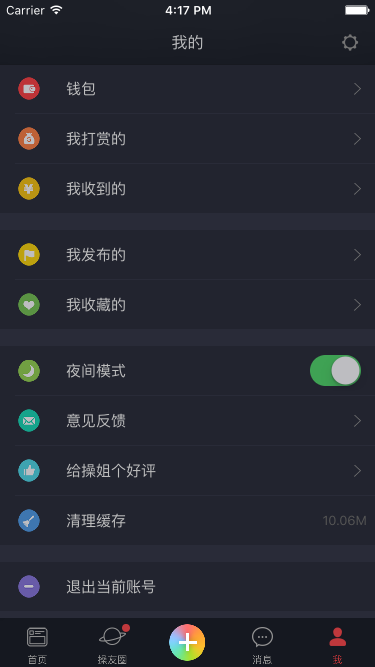 Carrier 4:17 PM
我的
钱包
我打赏的
我收到的
我发布的
我收藏的
夜间模式
意见反馈
给操姐个好评
清理缓存 10.06M
退出当前账号
首页 操友圈 消息 我